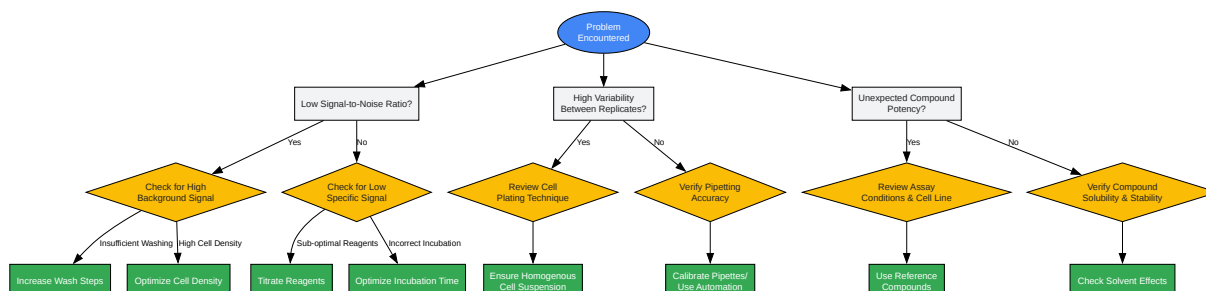 Problem
Encountered
Low Signal-to-Noise Ratio?
High Variability
Between Replicates?
Unexpected Compound
Potency?
Yes
No
Yes
No
Yes
No
Check for High
Background Signal
Check for Low
Specific Signal
Review Cell
Plating Technique
Verify Pipetting
Accuracy
Review Assay
Conditions & Cell Line
Verify Compound
Solubility & Stability
Insufficient Washing
High Cell Density
Sub-optimal Reagents
Incorrect Incubation
Increase Wash Steps
Optimize Cell Density
Titrate Reagents
Optimize Incubation Time
Ensure Homogenous
Cell Suspension
Calibrate Pipettes/
Use Automation
Use Reference
Compounds
Check Solvent Effects